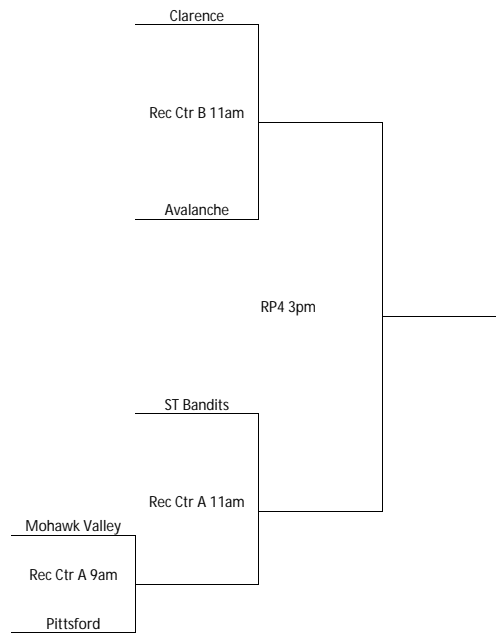 Clarence
Rec Ctr B 11am
Avalanche
RP4 3pm
ST Bandits
Rec Ctr A 11am
Mohawk Valley
Rec Ctr A 9am
Pittsford